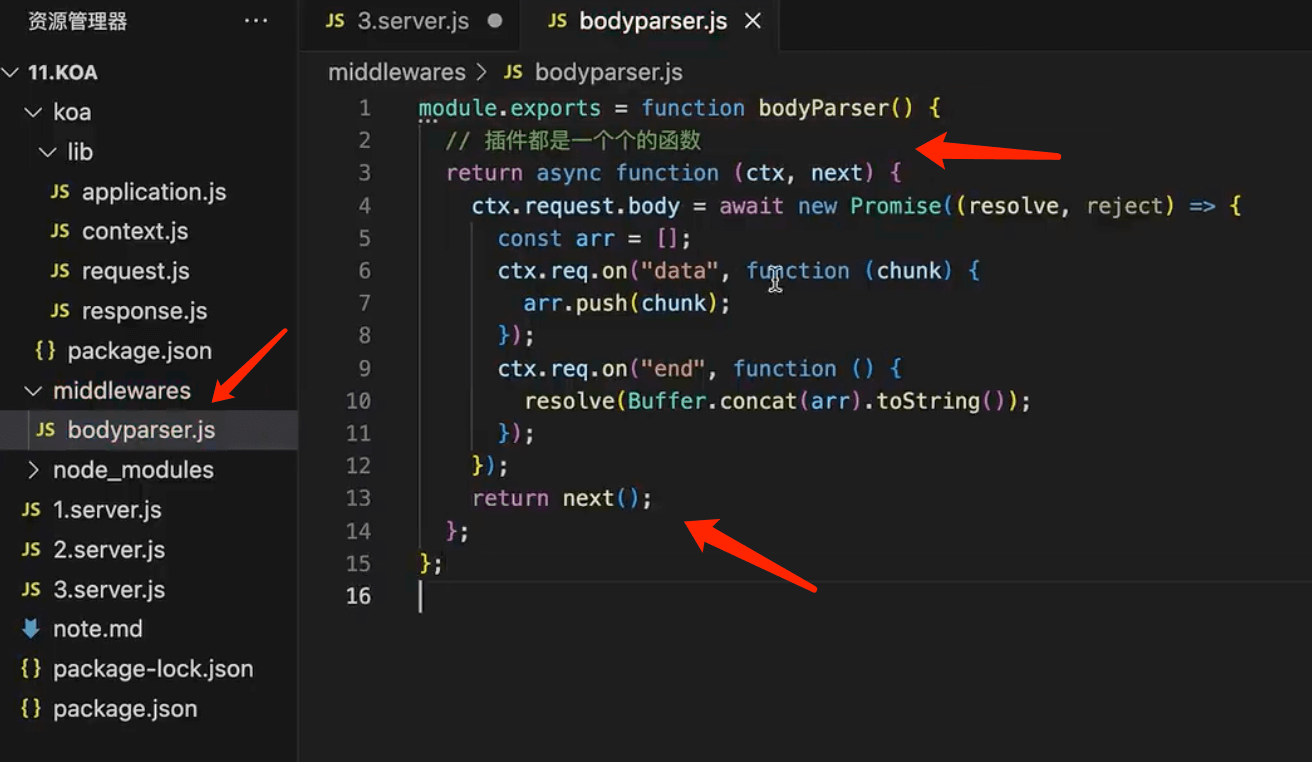 资源管理器 ···
11.KOA
koa
lib
JS application.js
JS context.js
JS request.js
JS response.js
{} package.json
middlewares
JS bodyparser.js
node_modules
JS 1.server.js
JS 2.server.js
JS 3.server.js
note.md
{} package-lock.json
{} package.json
JS 3.server.js
JS bodyparser.js
middlewares > JS bodyparser.js
1 module.exports = function bodyParser() {
2 // 插件都是一个个的函数
3 return async function (ctx, next) {
4 ctx.request.body = await new Promise((resolve, reject) => {
5 const arr = [];
6 ctx.req.on("data", function (chunk) {
7 arr.push(chunk);
8 });
9 ctx.req.on("end", function () {
10 resolve(Buffer.concat(arr).toString());
11 });
12 });
13 return next();
14 };
15 };
16